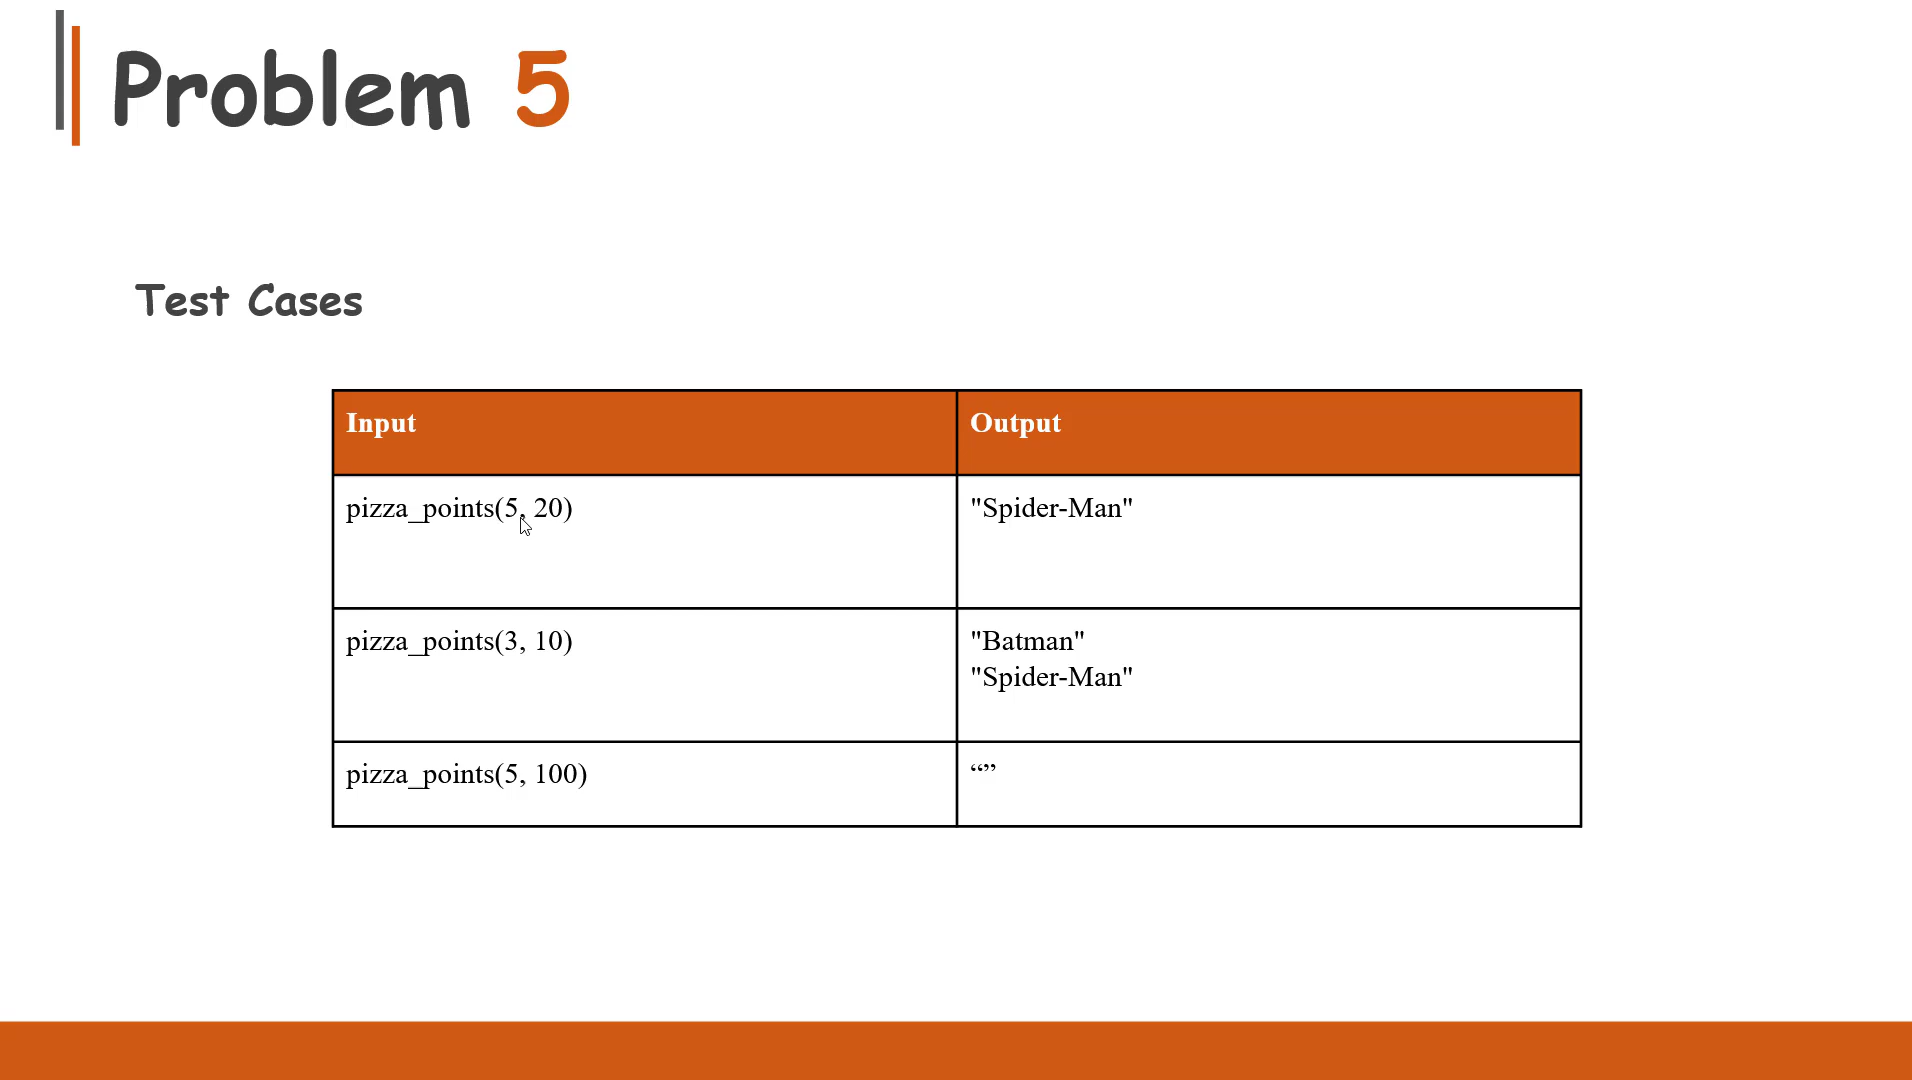 Problem 5
Test Cases
Input
Output
pizza_points(5, 20)
"Spider-Man"
pizza_points(3, 10)
"Batman"
"Spider-Man"
pizza_points(5, 100)
“”